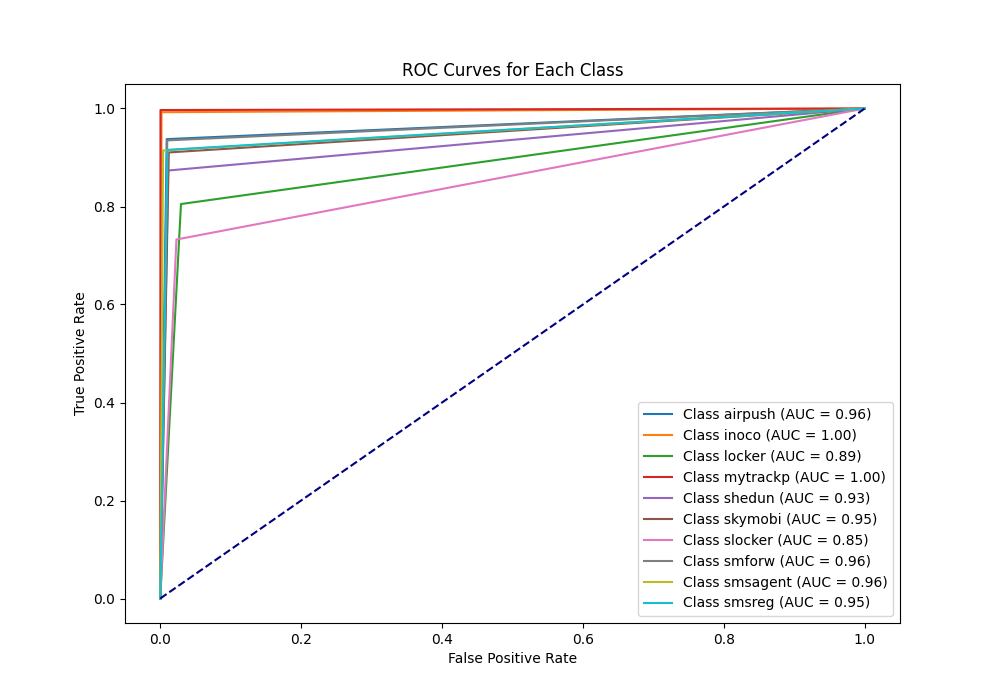 ROC Curves for Each Class
1.0
0.8
0.6
0.4
0.2
0.0
True Positive Rate
Class airpush (AUC = 0.96)
Class inoco (AUC = 1.00)
Class locker (AUC = 0.89)
Class mytrackp (AUC = 1.00)
Class shedun (AUC = 0.93)
Class skymobi (AUC = 0.95)
Class slocker (AUC = 0.85)
Class smforw (AUC = 0.96)
Class smsagent (AUC = 0.96)
Class smsreg (AUC = 0.95)
0.0 0.2 0.4 0.6 0.8 1.0
False Positive Rate